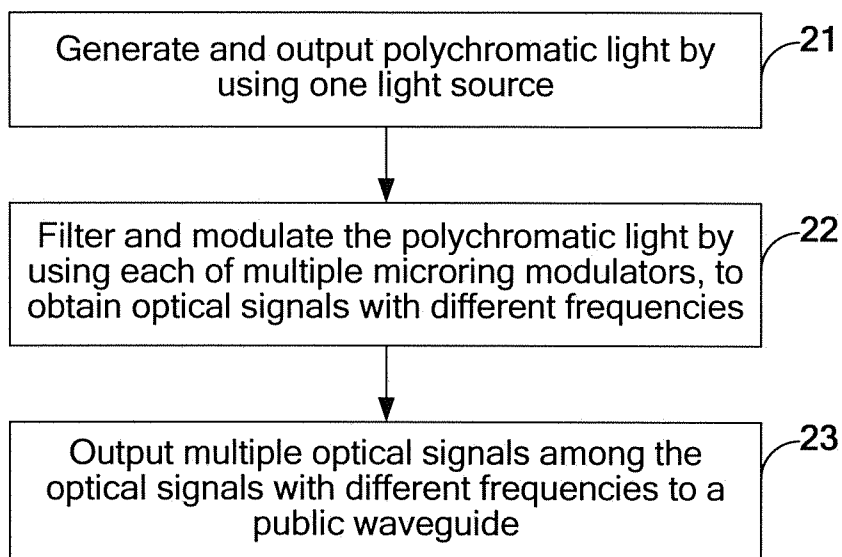 Generate and output polychromatic light by
using one light source
21
Filter and modulate the polychromatic light by
using each of multiple microring modulators, to
obtain optical signals with different frequencies
22
Output multiple optical signals among the
optical signals with different frequencies to a
public waveguide
23